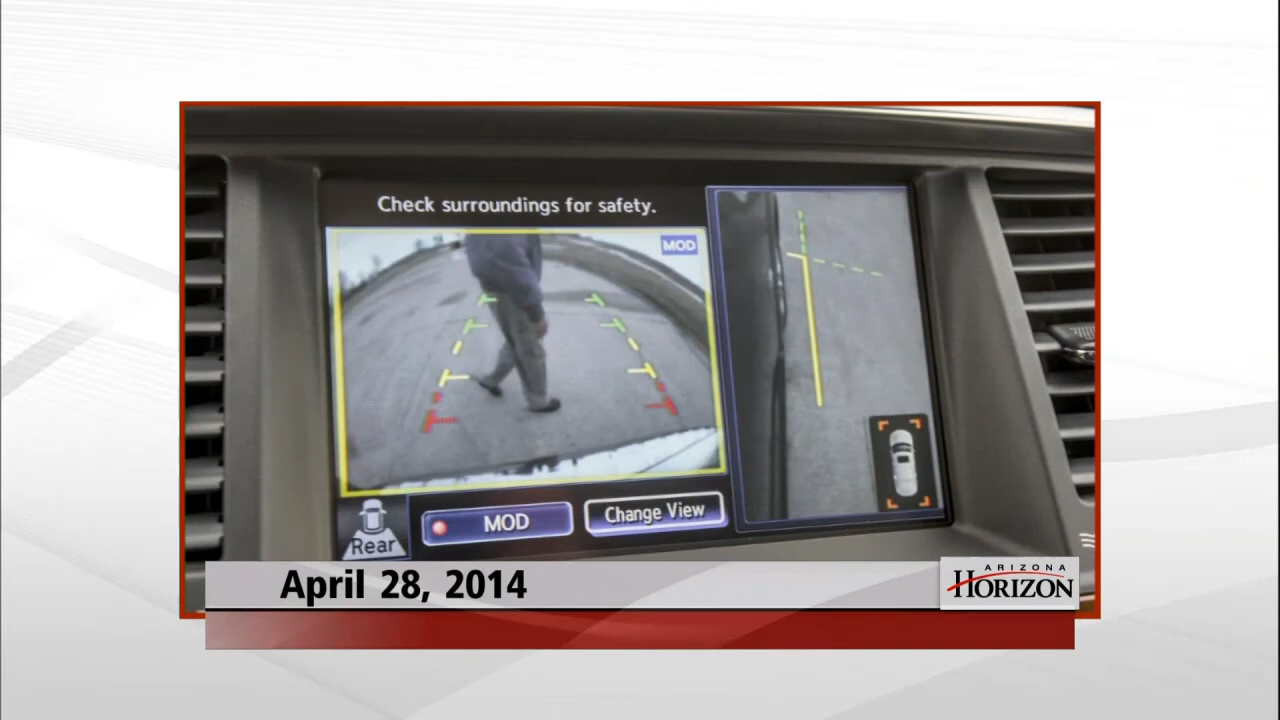 Check surroundings for safety.
MOD
Rear
MOD
Change View
April 28, 2014
ARIZONA
HORIZON